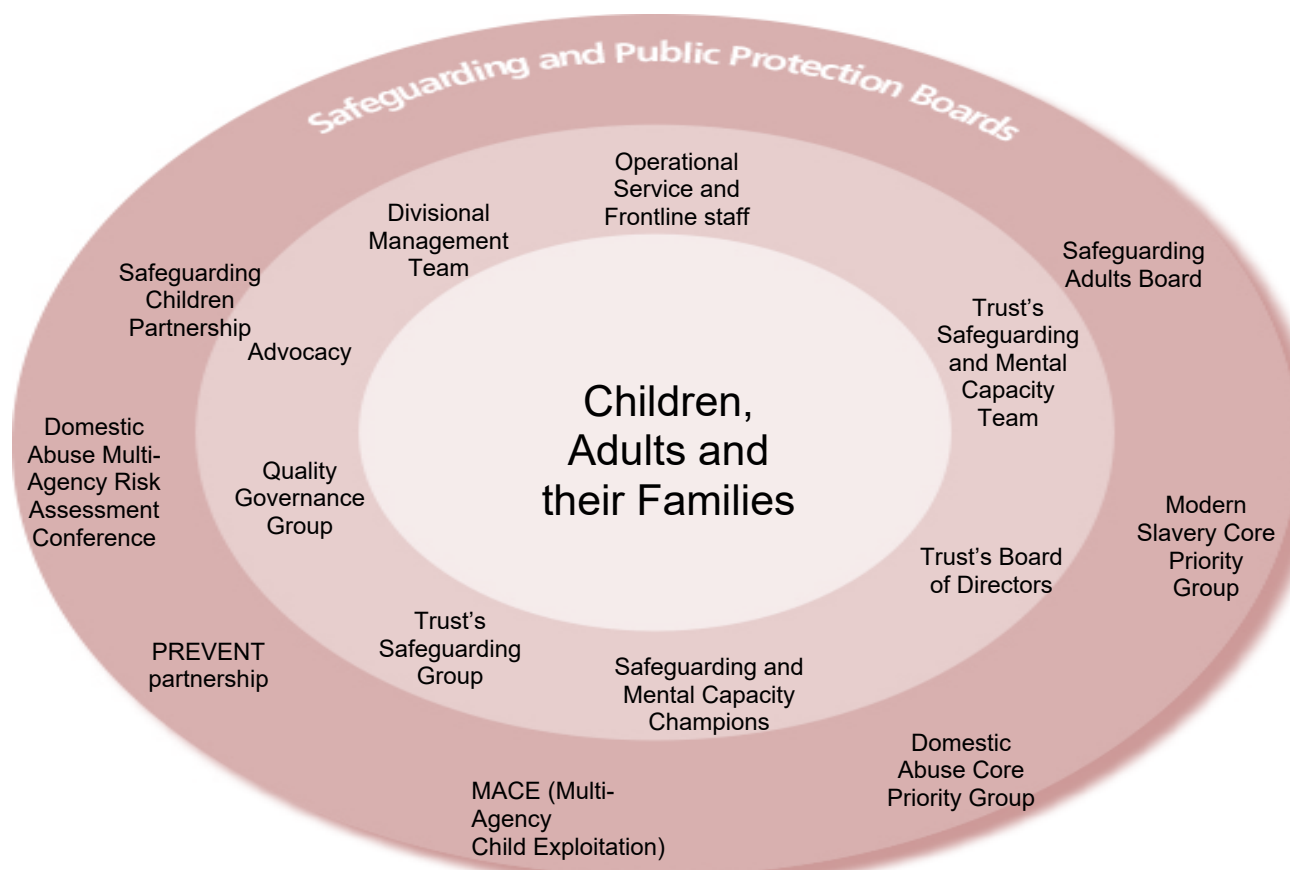 Safeguarding and Public Protection Boards
Operational
Service and
Frontline staff
Divisional
Management
Team
Safeguarding
Adults Board
Safeguarding
Children
Partnership
Advocacy
Trust’s
Safeguarding
and Mental
Capacity
Team
Children,
Adults and
their Families
Domestic
Abuse Multi-
Agency Risk
Assessment
Conference
Quality
Governance
Group
Modern
Slavery Core
Priority
Group
Trust’s Board
of Directors
Trust’s
Safeguarding
Group
PREVENT
partnership
Safeguarding and
Mental Capacity
Champions
Domestic
Abuse Core
Priority Group
MACE (Multi-
Agency
Child Exploitation)